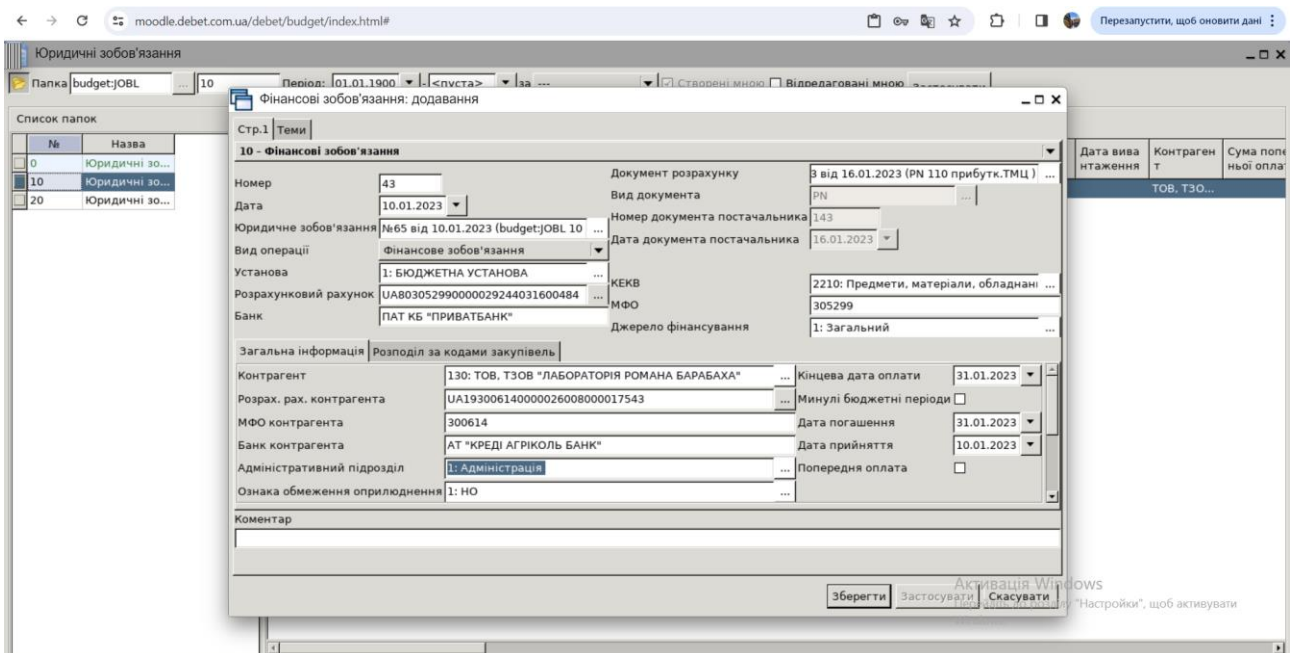 moodle.debet.com.ua/debet/budget/index.html#
Перезапустити, щоб оновити дані
Юридичні зобов'язання
Папка budget:JOBL ... 10 Період: 01.01.1900 - <пуста> за --- Створені мною Відредаговані мною
Фінансові зобов'язання: додавання
Список папок
№ Назва
0 Юридичні зо...
10 Юридичні зо...
20 Юридичні зо...
Дата вива
нтаження
Контраген
т
Сума попе
ньої опла
ТОВ, ТЗО...
Стр.1 Теми
10 - Фінансові зобов'язання
Номер 43
Дата 10.01.2023
Юридичне зобов'язання №65 від 10.01.2023 (budget:JOBL 10 ...
Вид операції Фінансове зобов'язання
Установа 1: БЮДЖЕТНА УСТАНОВА ...
Розрахунковий рахунок UA803052990000029244031600484 ...
Банк ПАТ КБ "ПРИВАТБАНК"
Документ розрахунку 3 від 16.01.2023 (PN 110 прибутк.ТМЦ ) ...
Вид документа PN ...
Номер документа постачальника 143
Дата документа постачальника 16.01.2023
КЕКВ 2210: Предмети, матеріали, обладнан ...
МФО 305299
Джерело фінансування 1: Загальний ...
Загальна інформація Розподіл за кодами закупівель
Контрагент 130: ТОВ, ТЗОВ "ЛАБОРАТОРІЯ РОМАНА БАРАБАХА" ...
Розрах. рах. контрагента UA193006140000026008000017543 ...
МФО контрагента 300614
Банк контрагента АТ "КРЕДІ АГРІКОЛЬ БАНК"
Адміністративний підрозділ 1: Адміністрація ...
Ознака обмеження оприлюднення 1: НО ...
Кінцева дата оплати 31.01.2023
Минулі бюджетні періоди
Дата погашення 31.01.2023
Дата прийняття 10.01.2023
Попередня оплата
Коментар
Зберегти Застосувати Скасувати
Активація Windows
"Настройки", щоб активувати